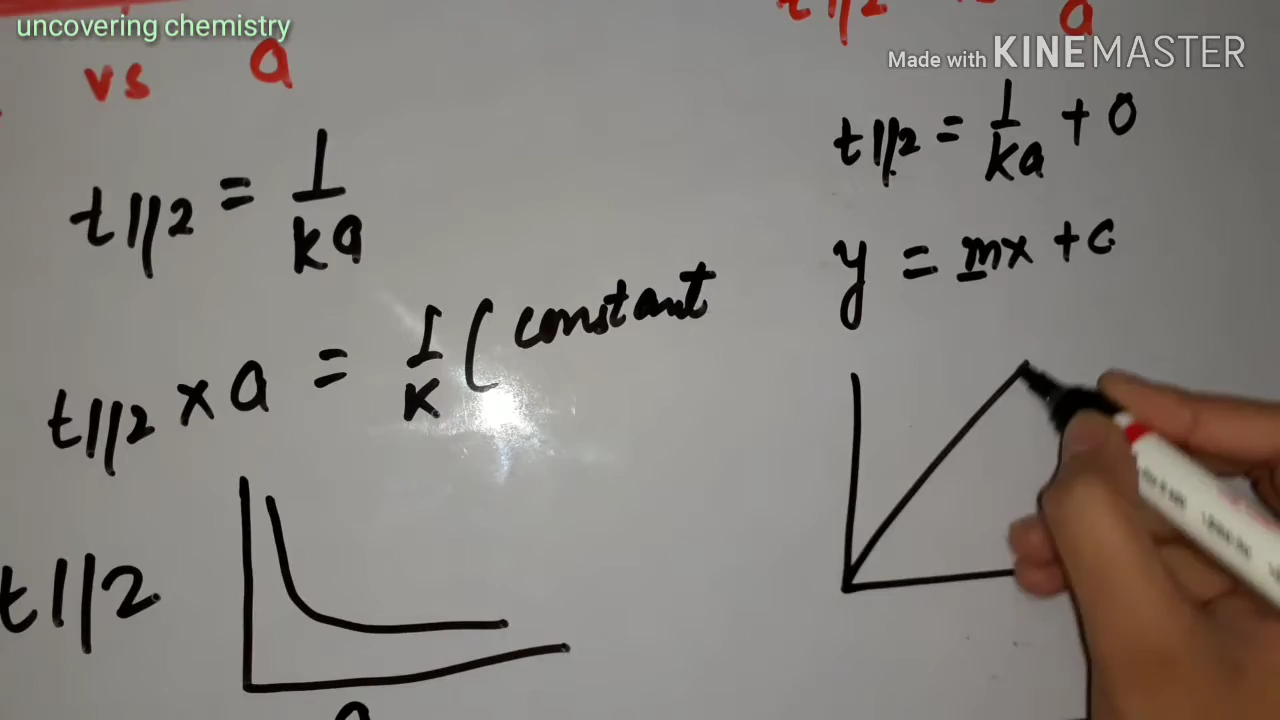 uncovering chemistry
vs a
t1/2 = 1/ka
t1/2 × a = 1/k (constant
t1/2
a
a
Made with KINEMASTER
t1/2 = 1/ka + 0
y = mx + c